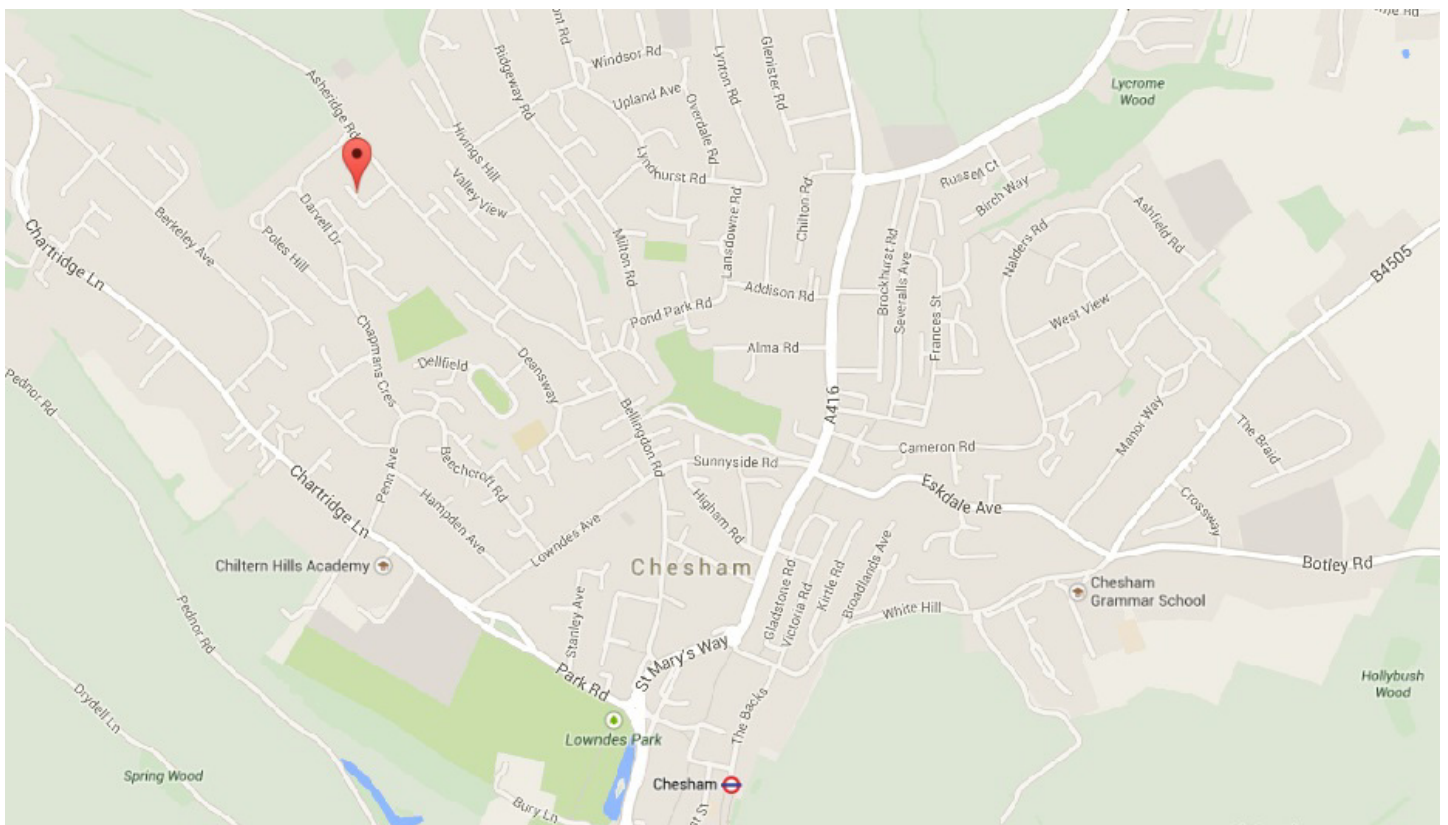 Asheridge Rd
Ridgeway Rd
Windsor Rd
Upland Ave
Overdale Rd
Lynton Rd
Glenister Rd
Lycrome
Wood
Hivings Hill
Valley View
Lyndhurst Rd
Lansdowne Rd
Chilton Rd
Russell Ct
Birch Way
Nalders Rd
Ashfield Rd
B4505
Chartridge Ln
Berkeley Ave
Poles Hill
Darvell Dr
Milton Rd
Pond Park Rd
Addison Rd
Brockhurst Rd
Severalls Ave
Frances St
West View
Alma Rd
A416
Chapmans Cres
Dellfield
Deansway
Bellingdon Rd
Pednor Rd
Sunnyside Rd
Cameron Rd
Manor Way
The Braid
Penn Ave
Beechcroft Rd
Hampden Ave
Higham Rd
Eskdale Ave
Crossway
Chartridge Ln
Lowndes Ave
Chiltern Hills Academy
Chesham
Gladstone Rd
Victoria Rd
Kirtle Rd
Broadlands Ave
White Hill
Botley Rd
Chesham
Grammar School
Pednor Rd
Stanley Ave
St Mary's Way
Park Rd
The Backs
Hollybush
Wood
Drydell Ln
Lowndes Park
Spring Wood
Chesham
Bury Ln